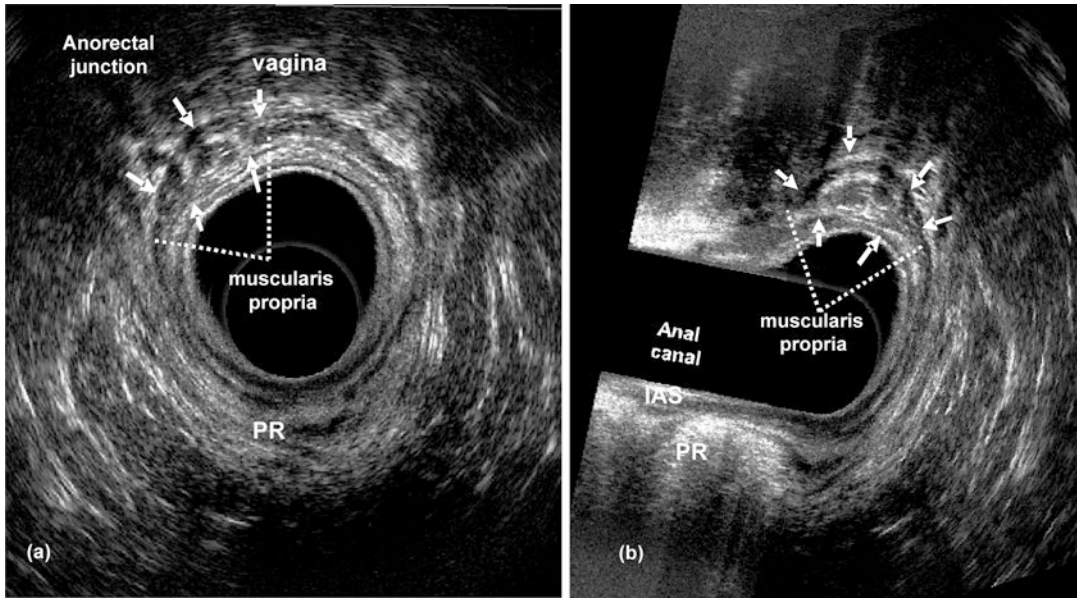 Anorectal
junction
vagina
muscularis
propria
PR
(a)
muscularis
propria
Anal
canal
IAS
PR
(b)